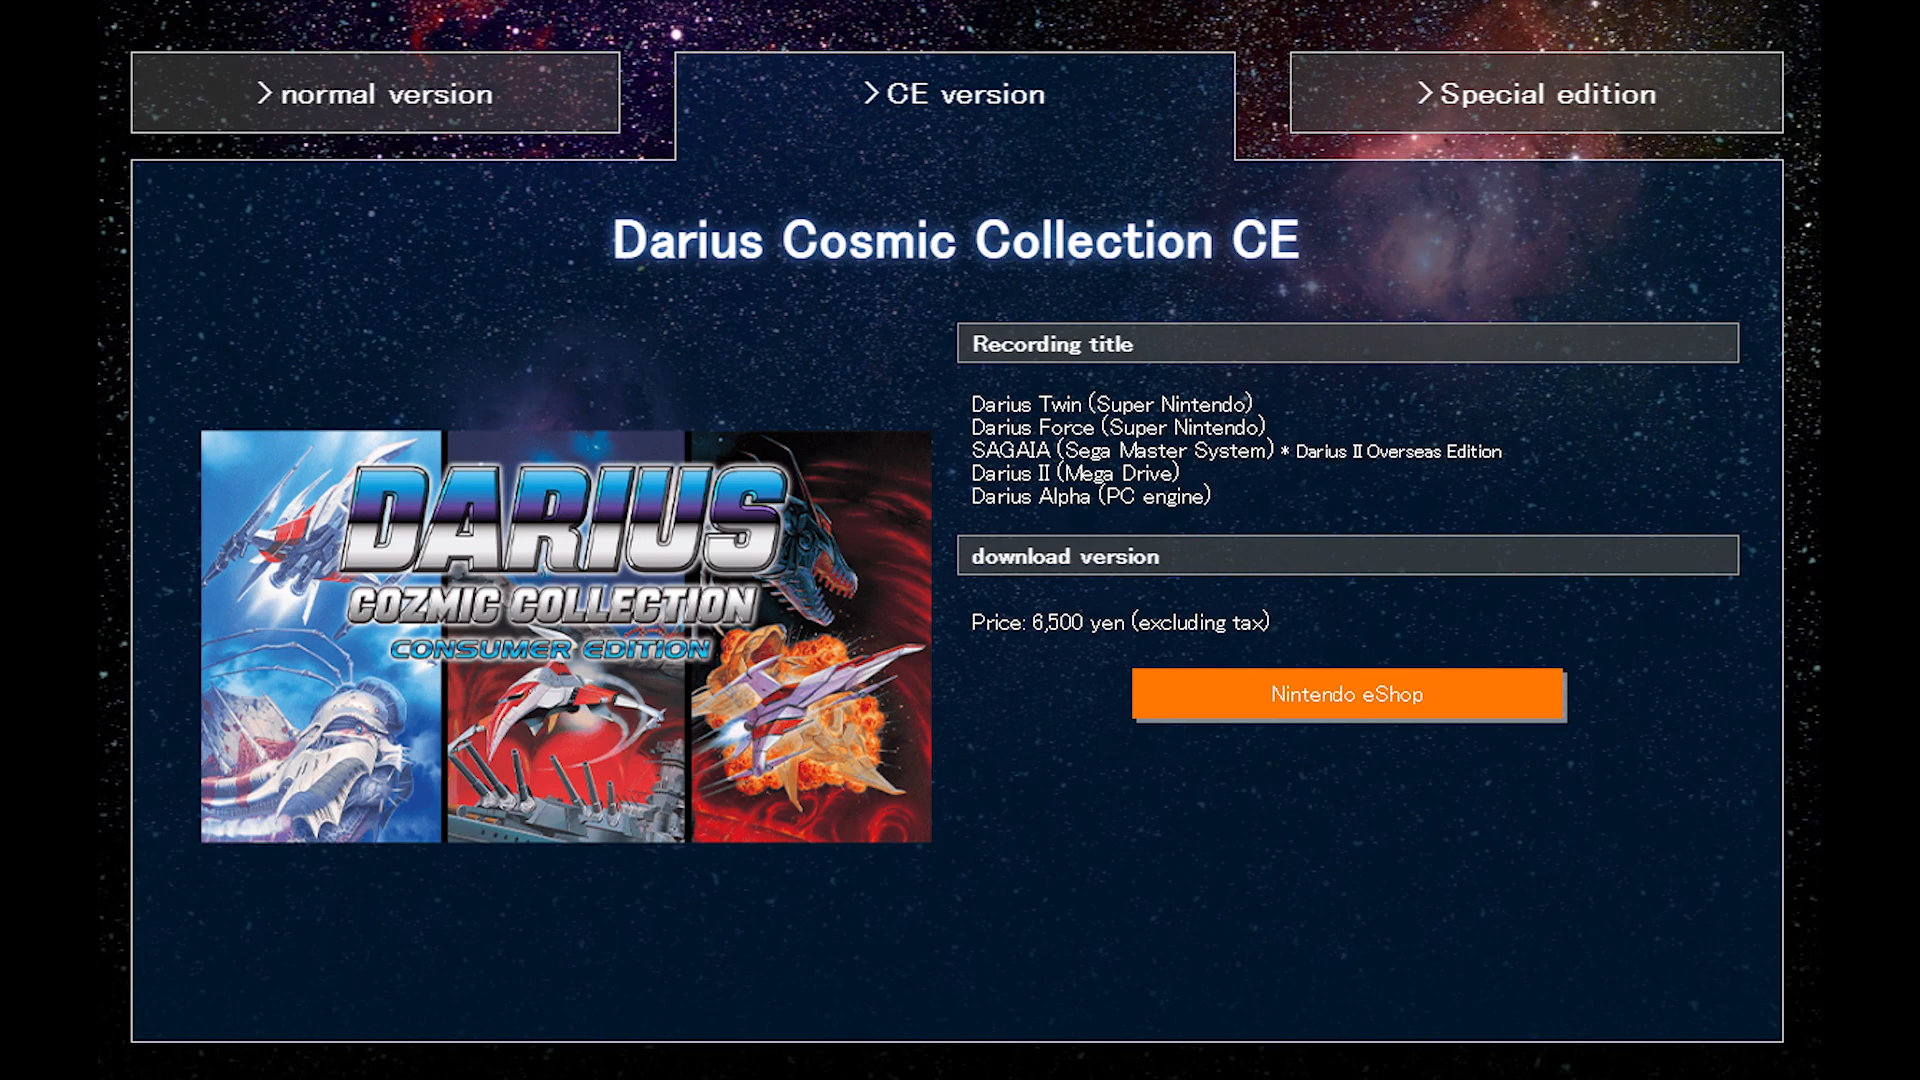 >normal version
>CE version
>Special edition
Darius Cosmic Collection CE
DARIUS
COZMIC COLLECTION
CONSUMER EDITION
Recording title
Darius Twin (Super Nintendo)
Darius Force (Super Nintendo)
SAGAIA (Sega Master System) * Darius II Overseas Edition
Darius II (Mega Drive)
Darius Alpha (PC engine)
download version
Price: 6,500 yen (excluding tax)
Nintendo eShop